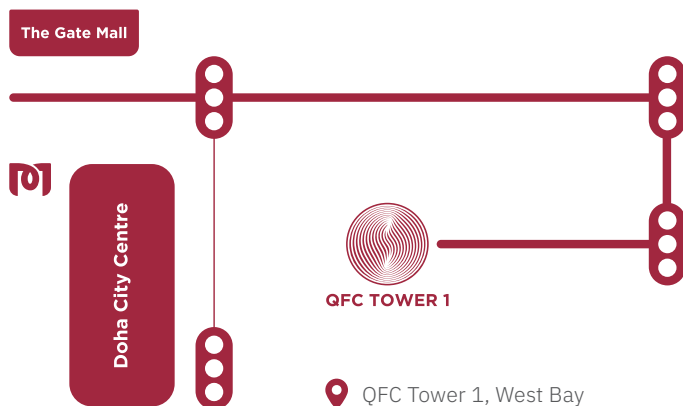 The Gate Mall
Doha City Centre
QFC TOWER 1
QFC Tower 1, West Bay